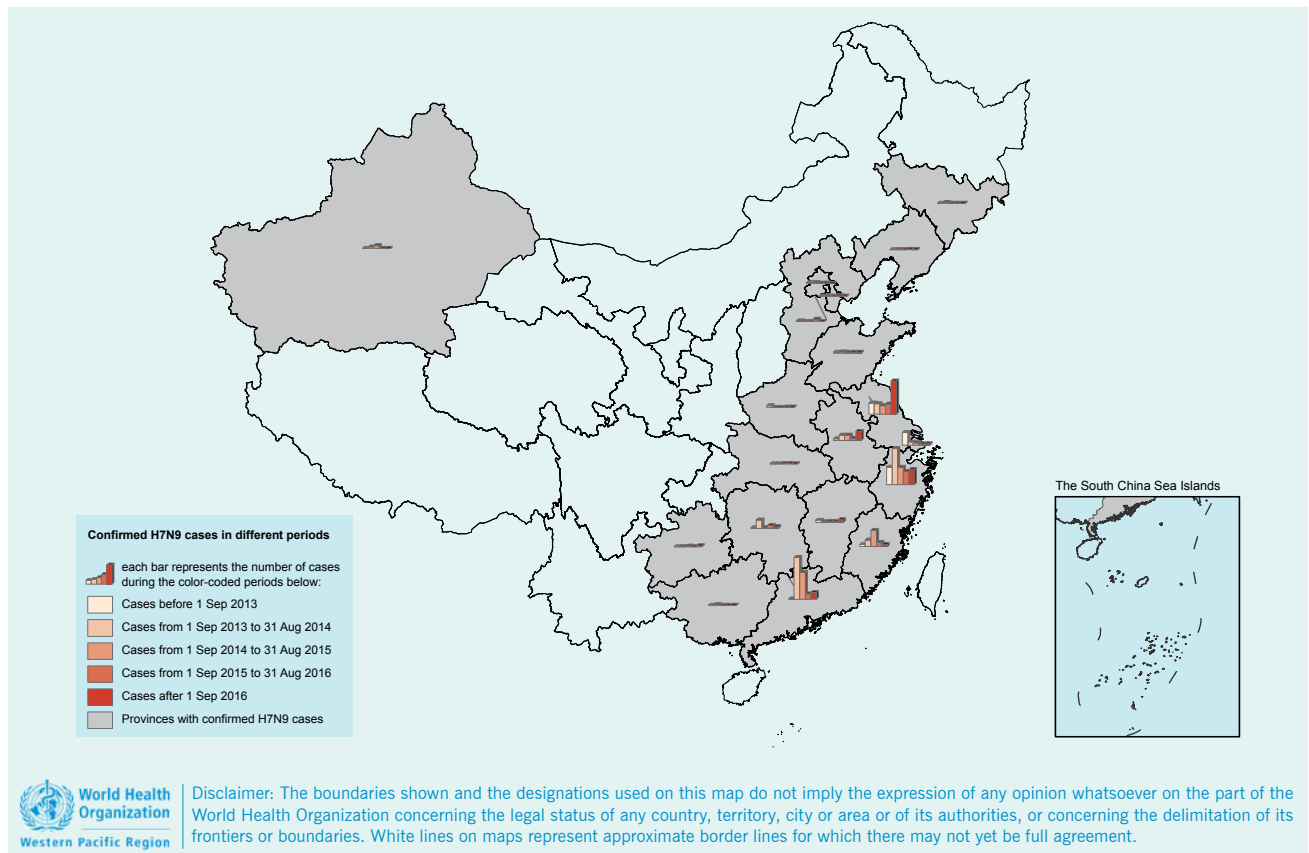 The South China Sea Islands
Confirmed H7N9 cases in different periods
each bar represents the number of cases
during the color-coded periods below:
Cases before 1 Sep 2013
Cases from 1 Sep 2013 to 31 Aug 2014
Cases from 1 Sep 2014 to 31 Aug 2015
Cases from 1 Sep 2015 to 31 Aug 2016
Cases after 1 Sep 2016
Provinces with confirmed H7N9 cases
World Health
Organization
Western Pacific Region
Disclaimer: The boundaries shown and the designations used on this map do not imply the expression of any opinion whatsoever on the part of the
World Health Organization concerning the legal status of any country, territory, city or area or of its authorities, or concerning the delimitation of its
frontiers or boundaries. White lines on maps represent approximate border lines for which there may not yet be full agreement.